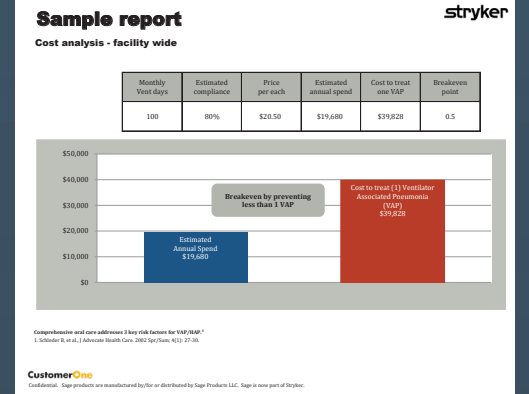 Sample report
stryker
Cost analysis - facility wide
Monthly Vent days
Estimated compliance
Price per each
Estimated annual spend
Cost to treat one VAP
Breakeven point
100
80%
$20.50
$19,680
$39,828
0.5
$50,000
$40,000
$30,000
$20,000
$10,000
$0
Breakeven by preventing
less than 1 VAP
Estimated
Annual Spend
$19,680
Cost to treat (1) Ventilator
Associated Pneumonia
(VAP)
$39,828
Comprehensive oral care addresses 3 key risk factors for VAP/HAP.¹
1. Schleder B, et al., J Advocate Health Care. 2002 Spr/Sum; 4(1): 27-30.
CustomerOne
Confidential. Sage products are manufactured by/for or distributed by Sage Products LLC. Sage is now part of Stryker.